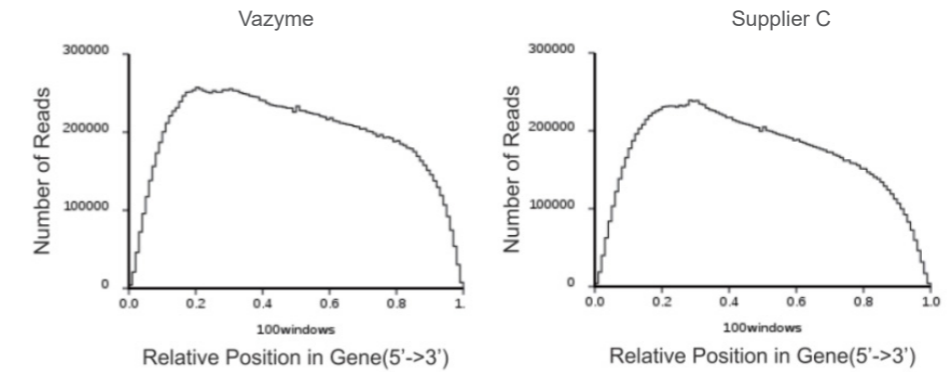 Vazyme
Number of Reads
300000
200000
100000
0
0.0 0.2 0.4 0.6 0.8 1.
100windows
Relative Position in Gene(5'->3')
Supplier C
Number of Reads
300000
200000
100000
0
0.0 0.2 0.4 0.6 0.8 1.0
100windows
Relative Position in Gene(5'->3')